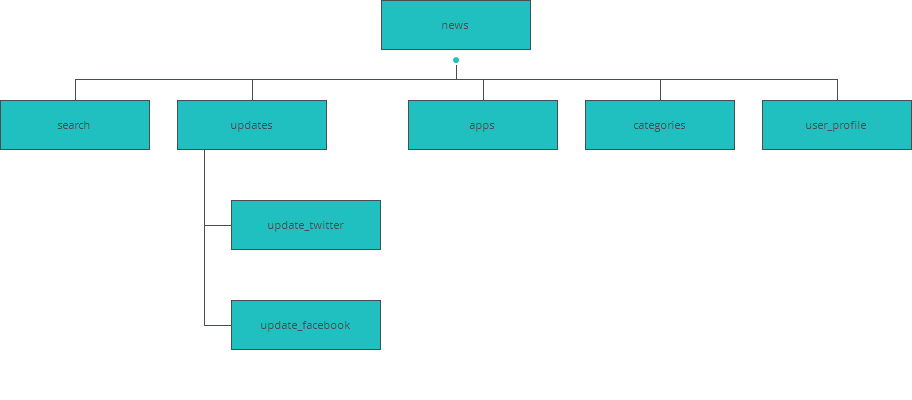 news
search
updates
apps
categories
user_profile
update_twitter
update_facebook